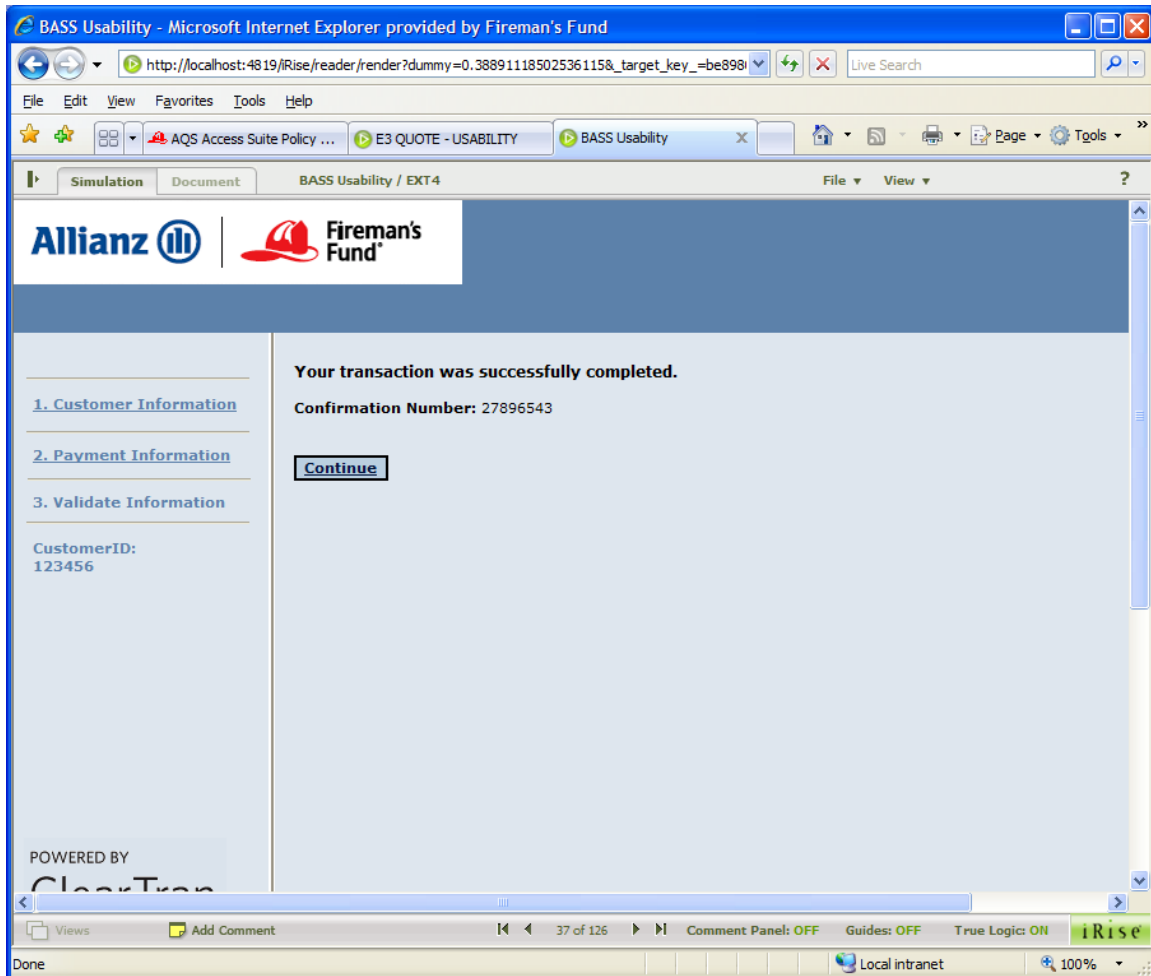 BASS Usability - Microsoft Internet Explorer provided by Fireman's Fund
http://localhost:4819/iRise/reader/render?dummy=0.38891118502536115&_target_key_=be898 Live Search
File Edit View Favorites Tools Help
AQS Access Suite Policy ... E3 QUOTE - USABILITY BASS Usability X Page Tools »
Simulation Document BASS Usability / EXT4 File View ?
Allianz Fireman's
Fund®
Your transaction was successfully completed.
1. Customer Information
Confirmation Number: 27896543
2. Payment Information
Continue
3. Validate Information
CustomerID:
123456
POWERED BY
ClearTran
Views Add Comment 37 of 126 Comment Panel: OFF Guides: OFF True Logic: ON iRise
Done Local intranet 100%